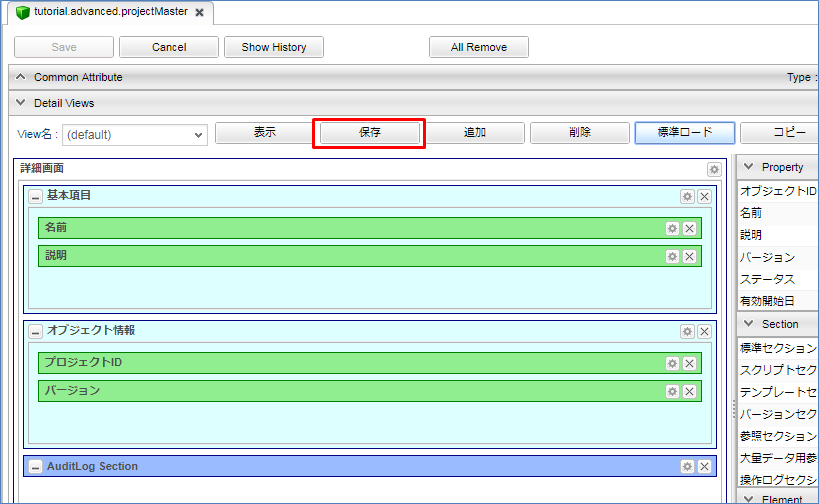 tutorial.advanced.projectMaster
Save Cancel Show History All Remove
Common Attribute Type :
Detail Views
View名 : (default) 表示 保存 追加 削除 標準ロード コピー
詳細画面
基本項目
名前
説明
オブジェクト情報
プロジェクトID
バージョン
AuditLog Section
Property
オブジェクトID
名前
説明
バージョン
ステータス
有効開始日
Section
標準セクション
スクリプトセク
テンプレートセ
バージョンセク
参照セクション
大量データ用参
操作ログセクシ
Element